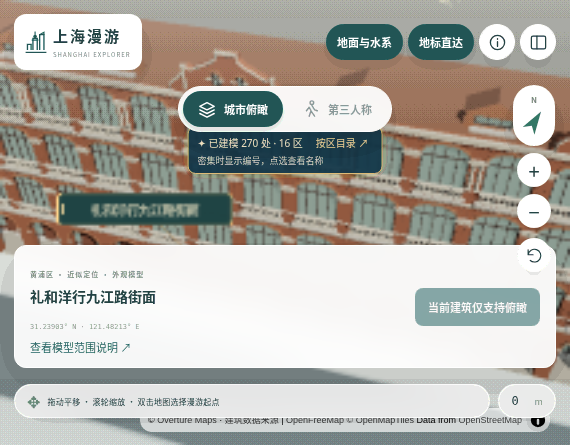 上海漫游
SHANGHAI EXPLORER
地面与水系
地标直达
城市俯瞰
第三人称
N
✦ 已建模 270 处 · 16 区 按区目录 ↗
密集时显示编号，点选查看名称
礼和洋行九江路街面
+
−
黄浦区 · 近似定位 · 外观模型
礼和洋行九江路街面
31.23903° N · 121.48213° E
查看模型范围说明 ↗
当前建筑仅支持俯瞰
拖动平移 · 滚轮缩放 · 双击地图选择漫游起点
0 m
© Overture Maps · 建筑数据来源 | OpenFreeMap © OpenMapTiles Data from OpenStreetMap